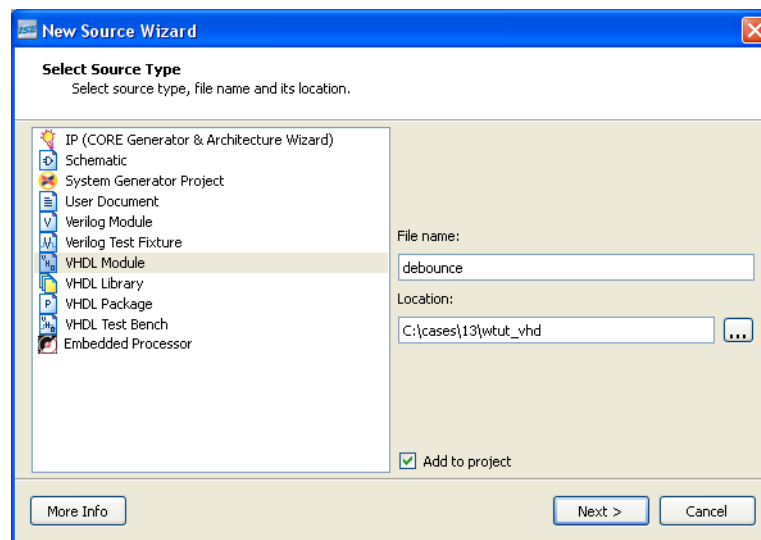 ISE New Source Wizard
Select Source Type
Select source type, file name and its location.
IP (CORE Generator & Architecture Wizard)
Schematic
System Generator Project
User Document
V Verilog Module
Verilog Test Fixture
VHDL Module
VHDL Library
P VHDL Package
VHDL Test Bench
Embedded Processor
File name:
debounce
Location:
C:\cases\13\wtut_vhd
...
Add to project
More Info
Next >
Cancel